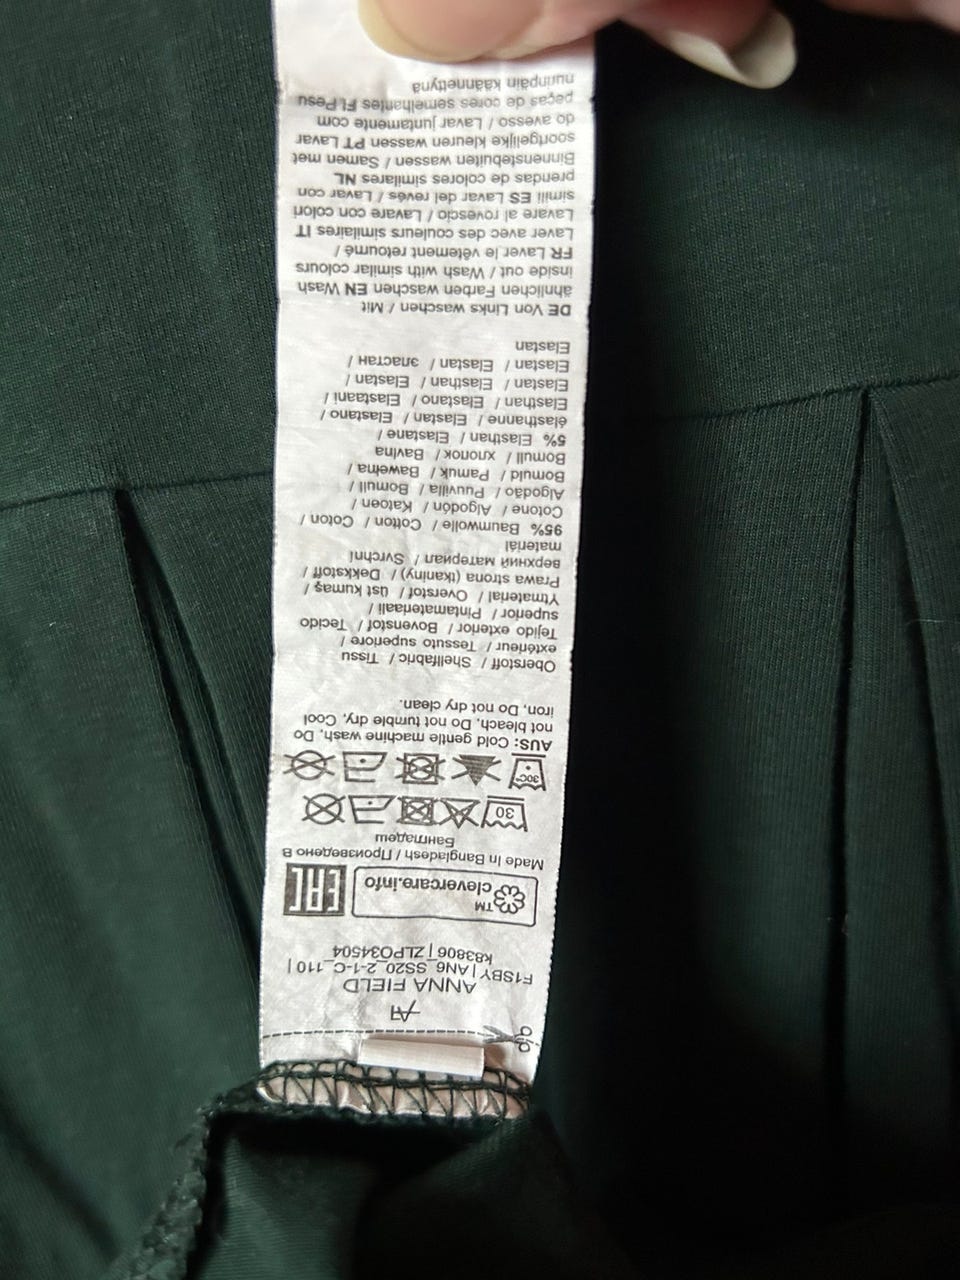 AF
ANNA FIELD
F1SBY | AN6_SS20_2-1-C_110 |
k83806 | ZLPO34504
TM clevercare.info EAC
Made In Bangladesh / Произведено В
Бангладеш
30
30C°
AUS: Cold gentle machine wash, Do
not bleach, Do not tumble dry, Cool
iron, Do not dry clean.
Oberstoff / Shellfabric / Tissu
extérieur / Tessuto superiore /
Tejido exterior / Bovenstof / Tecido
superior / Pintamateriaali /
Ytmaterial / Overstof / üst kumaş /
Prawa strona (tkaniny) / Dekkstoff /
верхний материал / Svrchní
materiál
95% Baumwolle / Cotton / Coton /
Cotone / Algodón / Katoen /
Algodão / Puuvilla / Bomull /
Bomuld / Pamuk / Bawełna /
Bomull / хлопок / Bavlna
5% Elasthan / Elastane /
élasthanne / Elastan / Elastano /
Elasthan / Elastano / Elastaani /
Elastan / Elasthan / Elastan /
Elastan / Elastan / эластан /
Elastan
DE Von Links waschen / Mit
ähnlichen Farben waschen EN Wash
inside out / Wash with similar colours
FR Laver le vêtement retourné /
Laver avec des couleurs similaires IT
Lavare al rovescio / Lavare con colori
simili ES Lavar del revés / Lavar con
prendas de colores similares NL
Binnenstebuiten wassen / Samen met
soortgelijke kleuren wassen PT Lavar
do avesso / Lavar juntamente com
peças de cores semelhantes FI Pesu
nurinpäin käännettynä